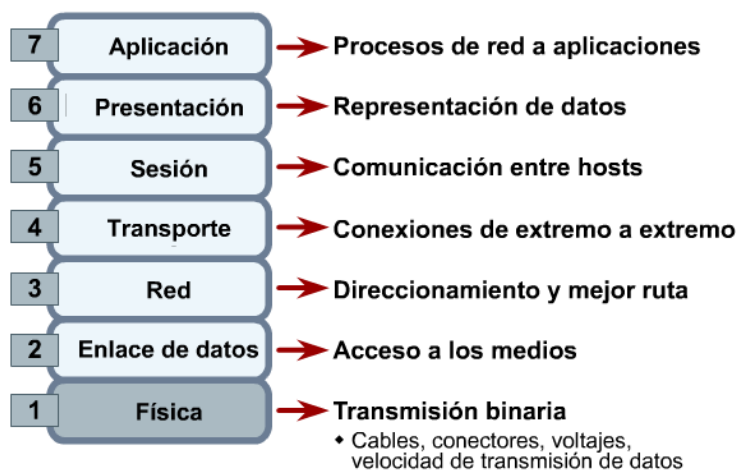 7 Aplicación Procesos de red a aplicaciones
6 Presentación Representación de datos
5 Sesión Comunicación entre hosts
4 Transporte Conexiones de extremo a extremo
3 Red Direccionamiento y mejor ruta
2 Enlace de datos Acceso a los medios
1 Física Transmisión binaria
◆ Cables, conectores, voltajes,
velocidad de transmisión de datos